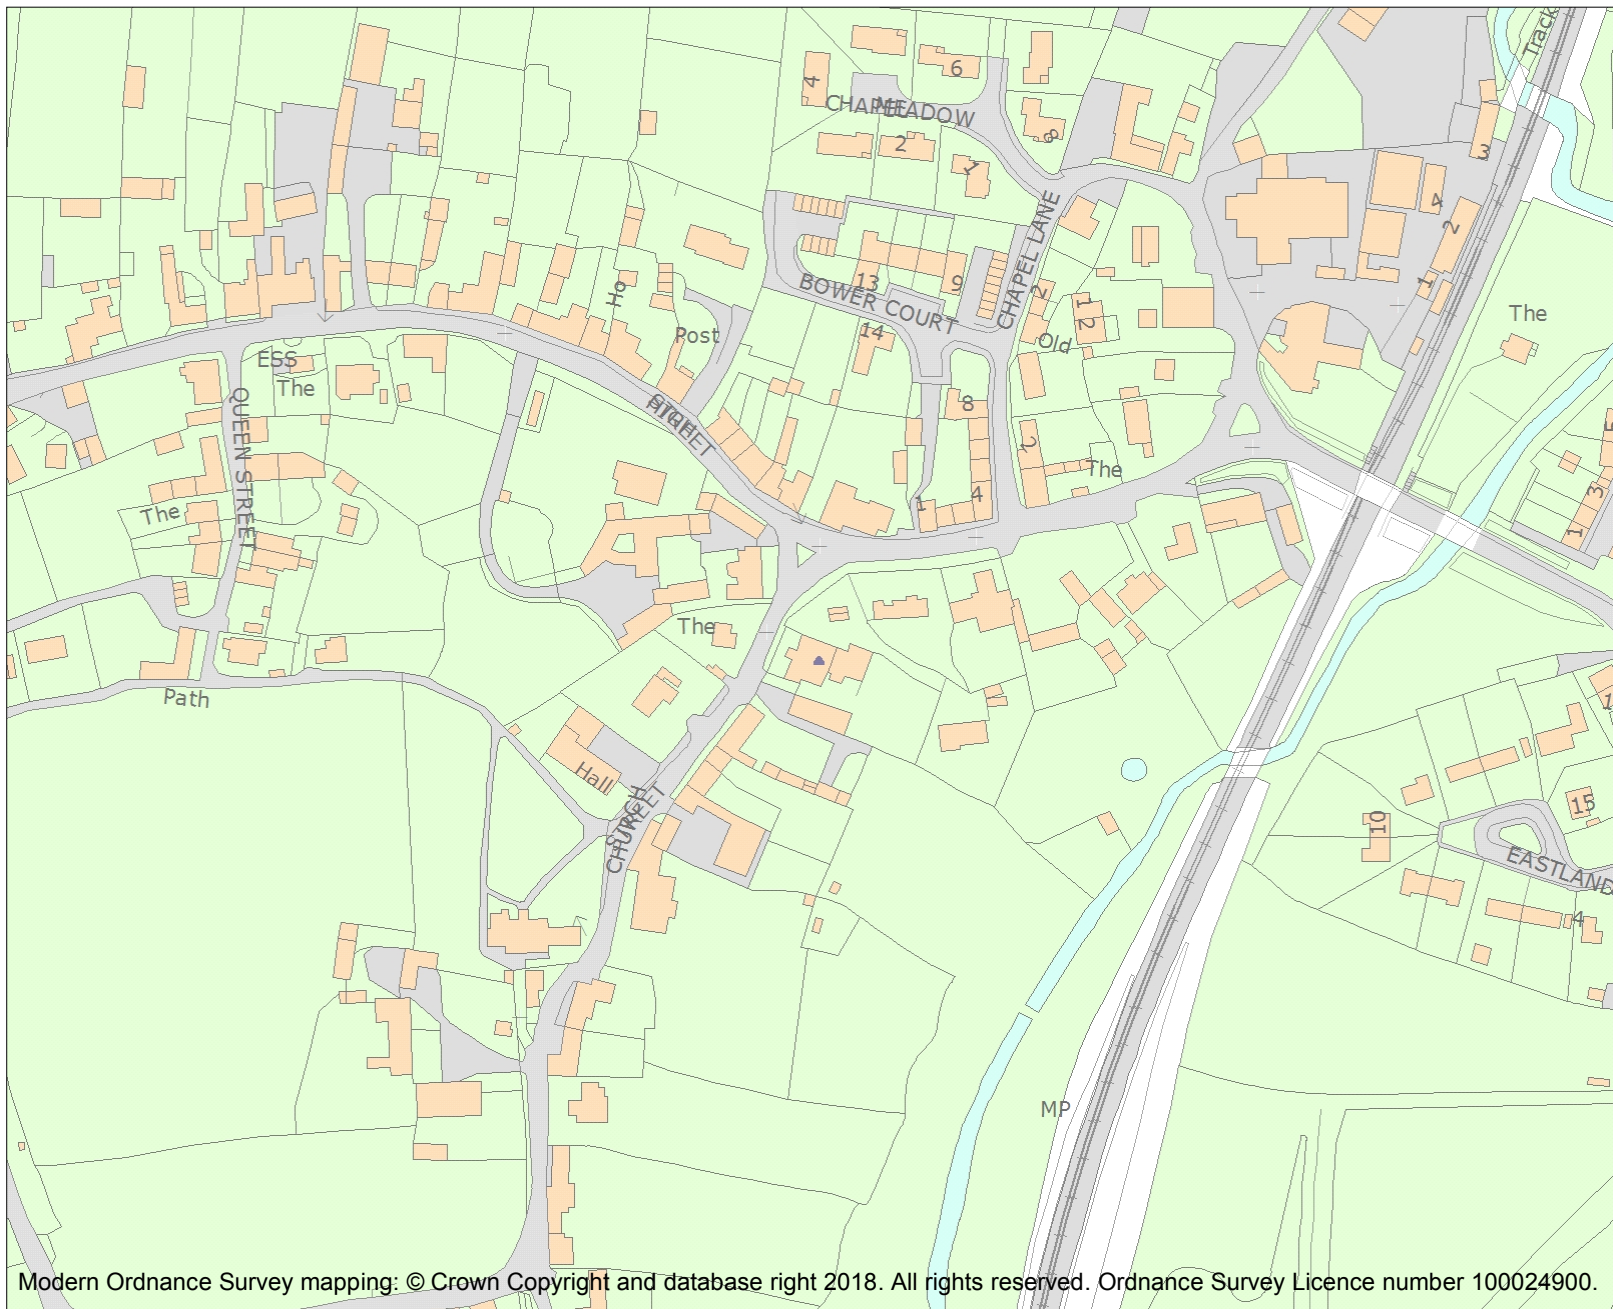 Track
6
4
CHAPEL MEADOW
2
8
1
3
4
2
1
CHAPEL LANE
13
9
BOWER COURT
14
2
1 2
Old
The
Ho
Post
ESS
The
QUEEN STREET
HIGH STREET
8
2
The
1
4
The
5
3
1
The
Path
Hall
CHURCH STREET
10
15
1
EASTLAND
4
MP
Modern Ordnance Survey mapping: © Crown Copyright and database right 2018. All rights reserved. Ordnance Survey Licence number 100024900.